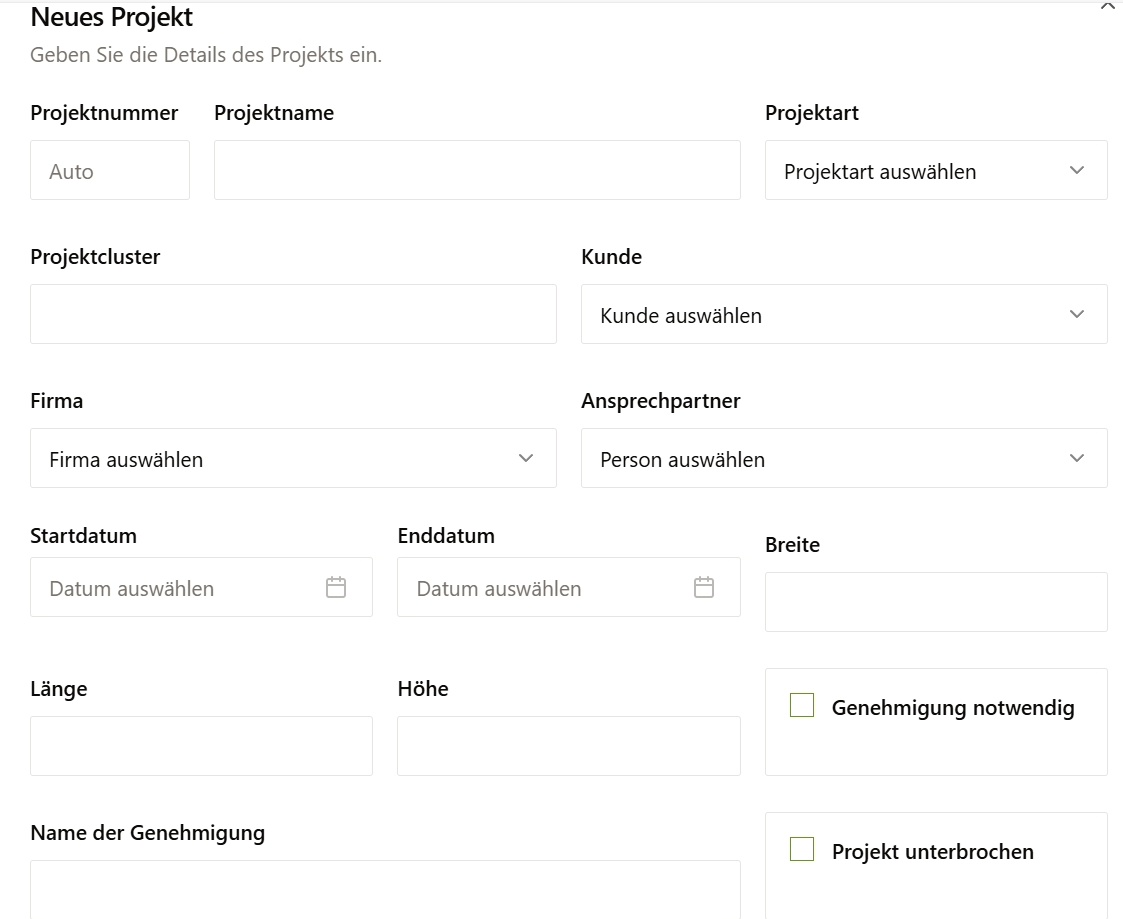 Neues Projekt
Geben Sie die Details des Projekts ein.
Projektnummer
Projektname
Projektart
Auto
Projektart auswählen
Projektcluster
Kunde
Kunde auswählen
Firma
Ansprechpartner
Firma auswählen
Person auswählen
Startdatum
Enddatum
Breite
Datum auswählen
Datum auswählen
Länge
Höhe
Genehmigung notwendig
Name der Genehmigung
Projekt unterbrochen